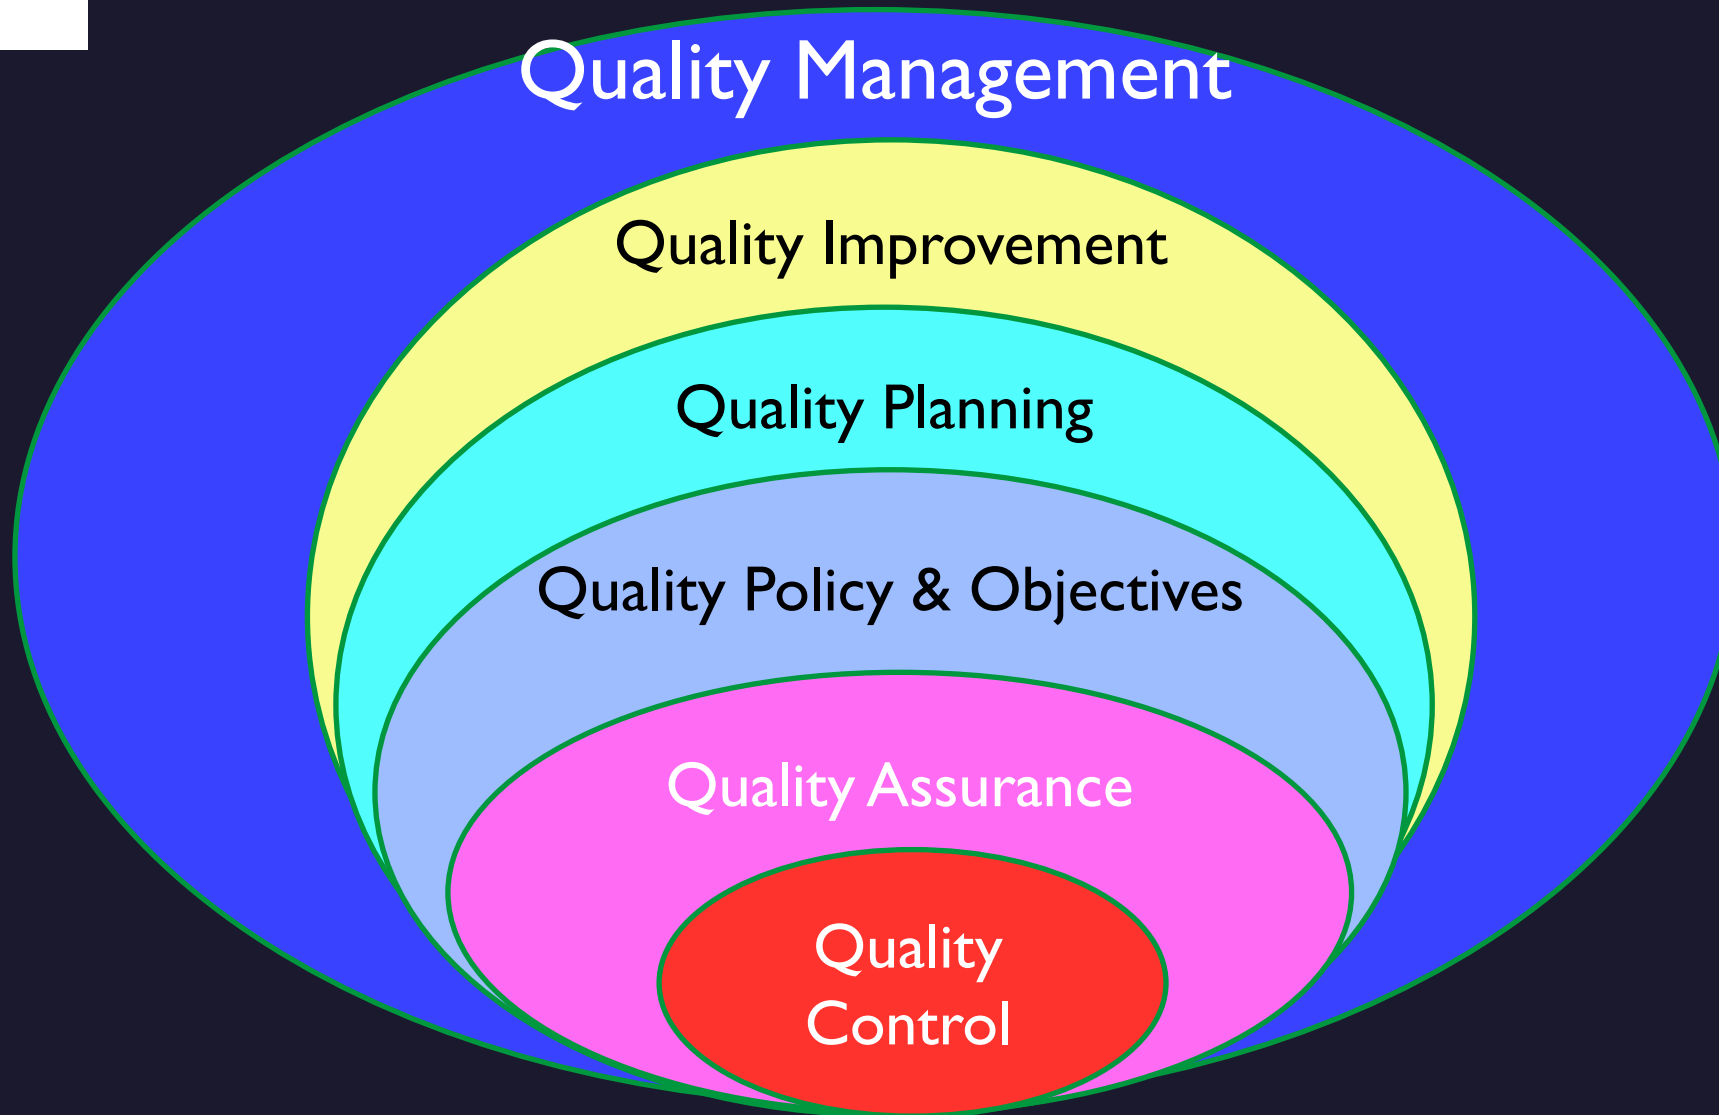 Quality Management
Quality Improvement
Quality Planning
Quality Policy & Objectives
Quality Assurance
Quality
Control